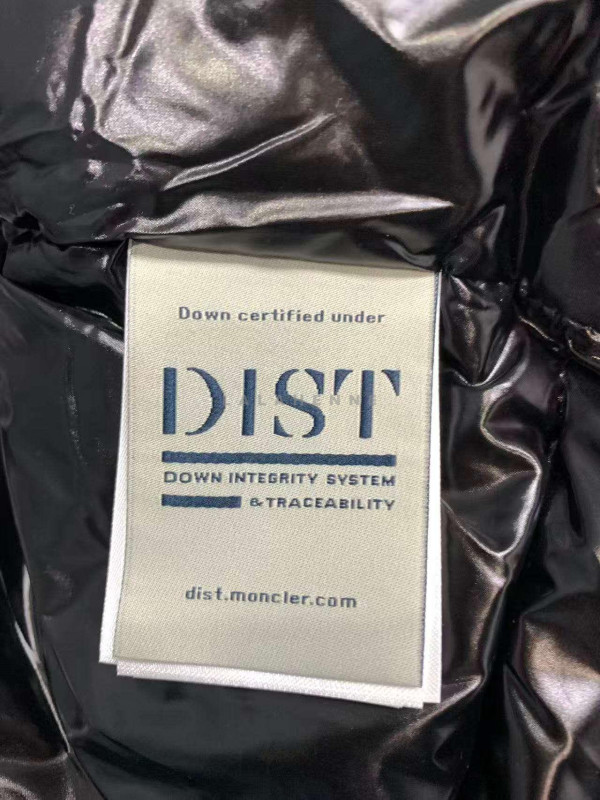 Down certified under
DIST
DOWN INTEGRITY SYSTEM
& TRACEABILITY
dist.moncler.com